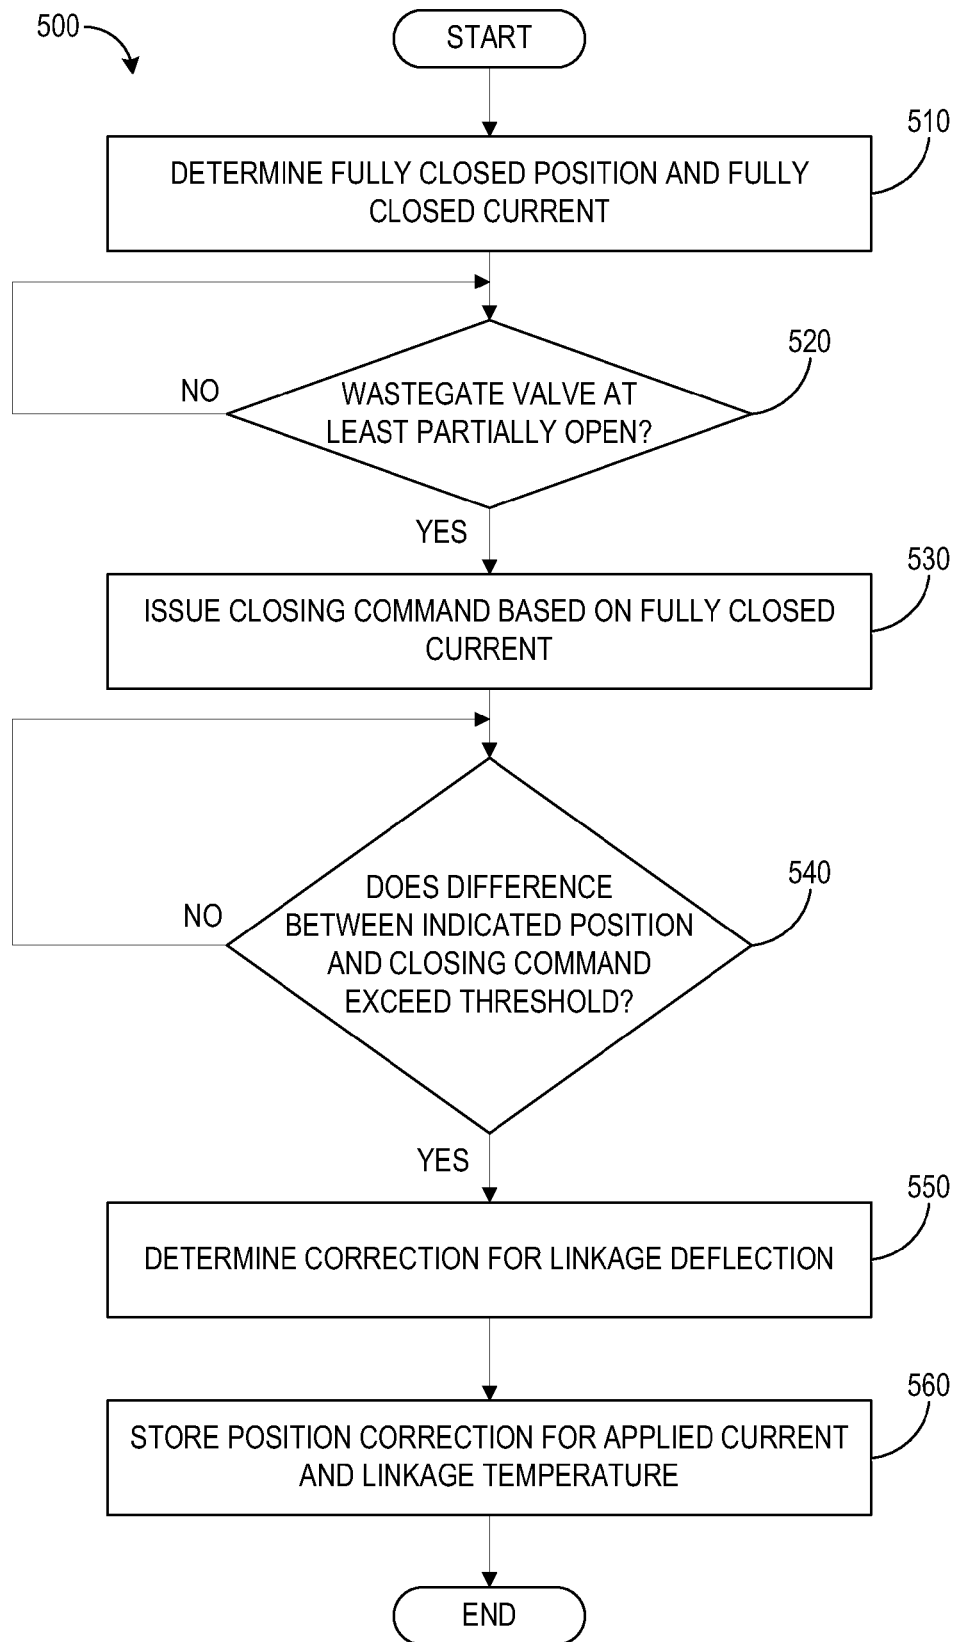 500
START
510
DETERMINE FULLY CLOSED POSITION AND FULLY
CLOSED CURRENT
520
NO
WASTEGATE VALVE AT
LEAST PARTIALLY OPEN?
YES
530
ISSUE CLOSING COMMAND BASED ON FULLY CLOSED
CURRENT
540
DOES DIFFERENCE
NO
BETWEEN INDICATED POSITION
AND CLOSING COMMAND
EXCEED THRESHOLD?
YES
550
DETERMINE CORRECTION FOR LINKAGE DEFLECTION
560
STORE POSITION CORRECTION FOR APPLIED CURRENT
AND LINKAGE TEMPERATURE
END